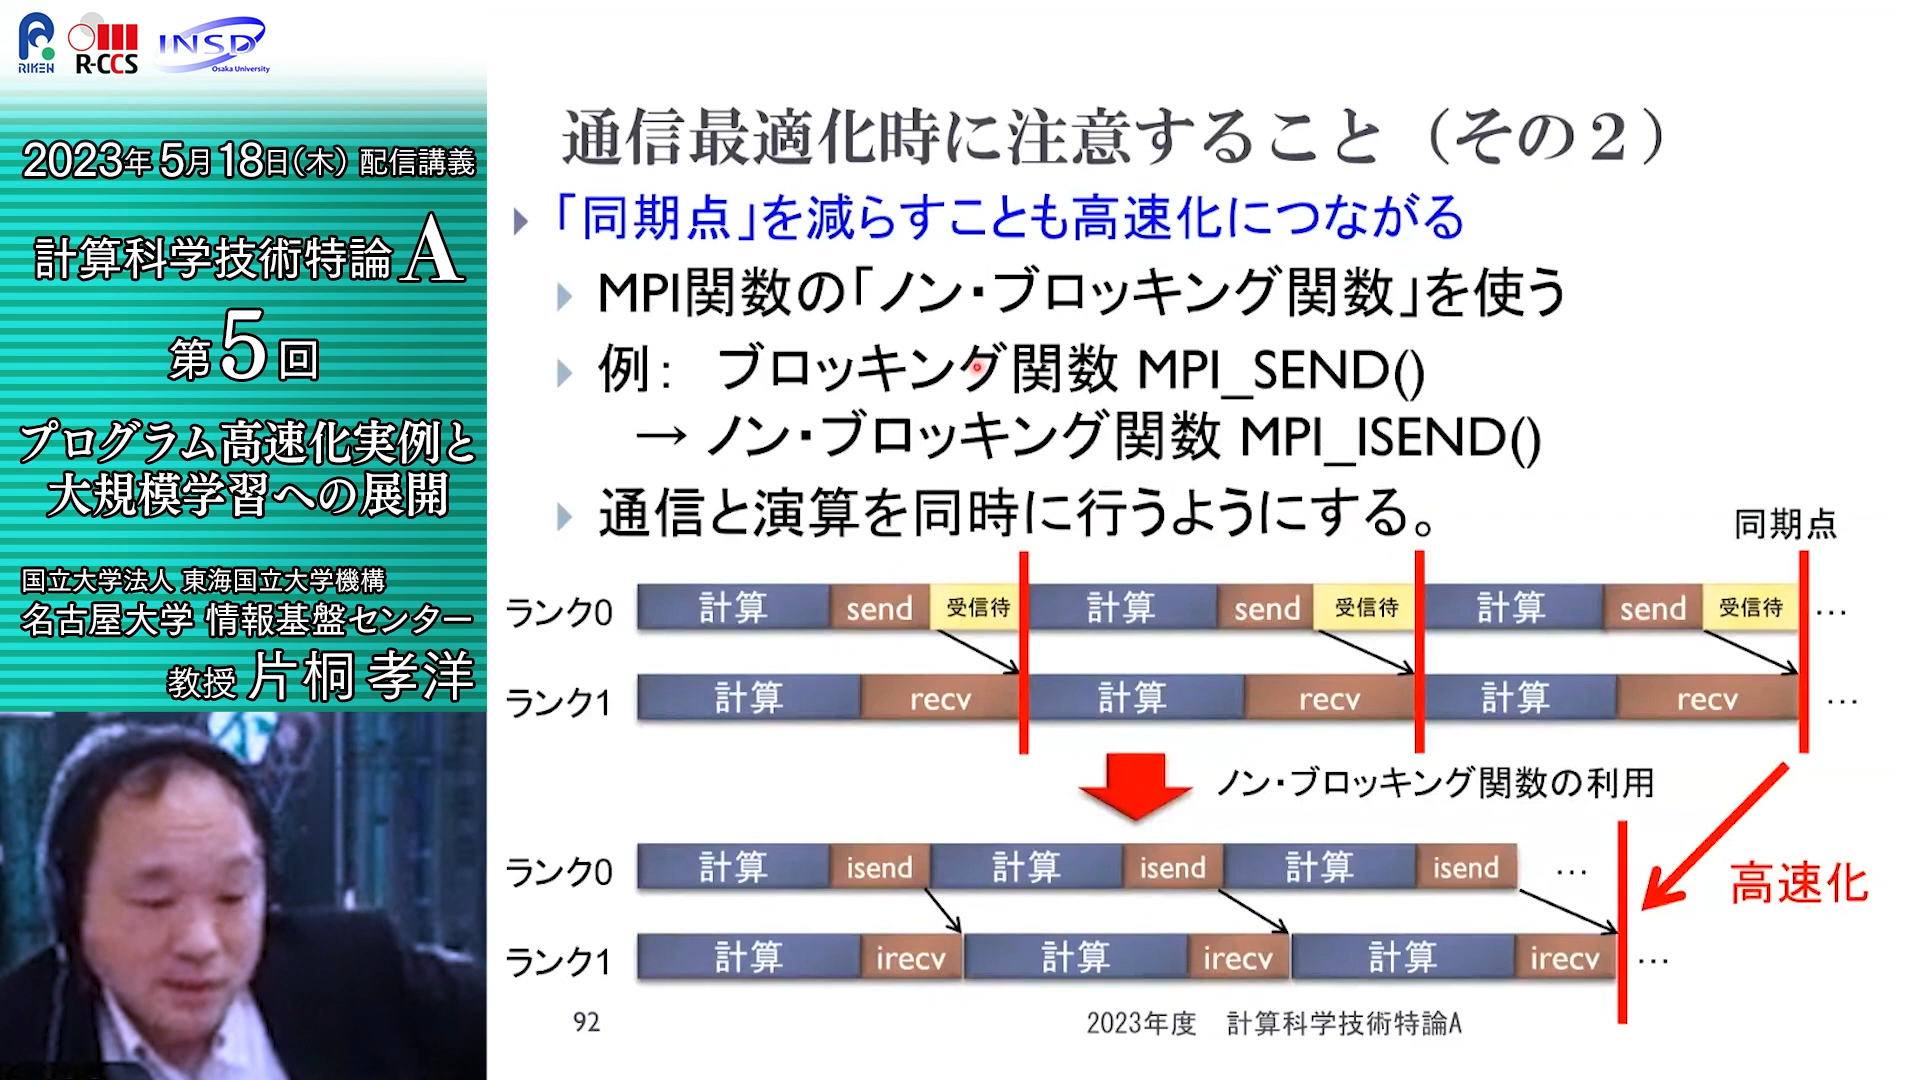 RIKEN
R-CCS
INSD
Osaka University
2023年5月18日(木) 配信講義
計算科学技術特論A
第5回
プログラム高速化実例と
大規模学習への展開
国立大学法人 東海国立大学機構
名古屋大学 情報基盤センター
教授 片桐 孝洋
通信最適化時に注意すること（その２）
「同期点」を減らすことも高速化につながる
MPI関数の「ノン・ブロッキング関数」を使う
例： ブロッキング関数 MPI_SEND()
→ ノン・ブロッキング関数 MPI_ISEND()
通信と演算を同時に行うようにする。
同期点
ランク0 計算 send 受信待 計算 send 受信待 計算 send 受信待 …
ランク1 計算 recv 計算 recv 計算 recv …
ノン・ブロッキング関数の利用
ランク0 計算 isend 計算 isend 計算 isend …
高速化
ランク1 計算 irecv 計算 irecv 計算 irecv …
92
2023年度　計算科学技術特論A